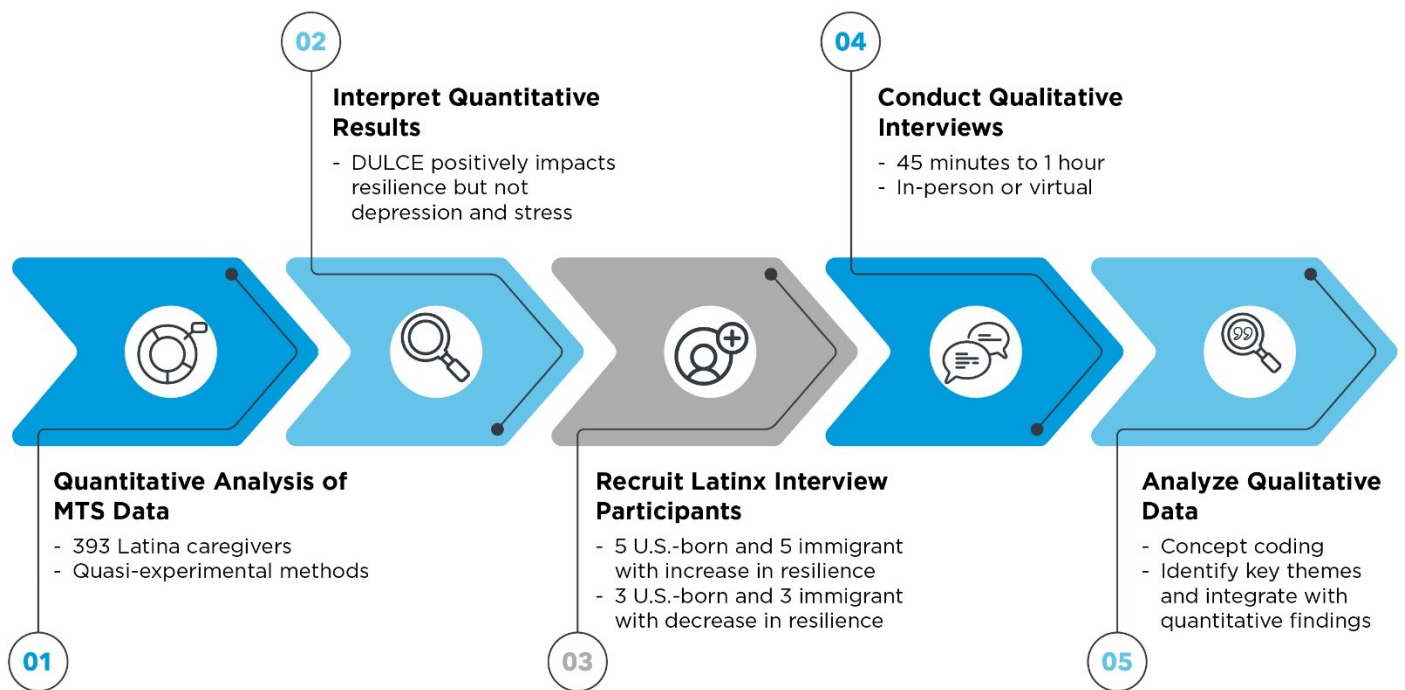 01
Quantitative Analysis of
MTS Data
- 393 Latina caregivers
- Quasi-experimental methods
02
Interpret Quantitative
Results
- DULCE positively impacts
resilience but not
depression and stress
03
Recruit Latinx Interview
Participants
- 5 U.S.-born and 5 immigrant
with increase in resilience
- 3 U.S.-born and 3 immigrant
with decrease in resilience
04
Conduct Qualitative
Interviews
- 45 minutes to 1 hour
- In-person or virtual
05
Analyze Qualitative
Data
- Concept coding
- Identify key themes
and integrate with
quantitative findings